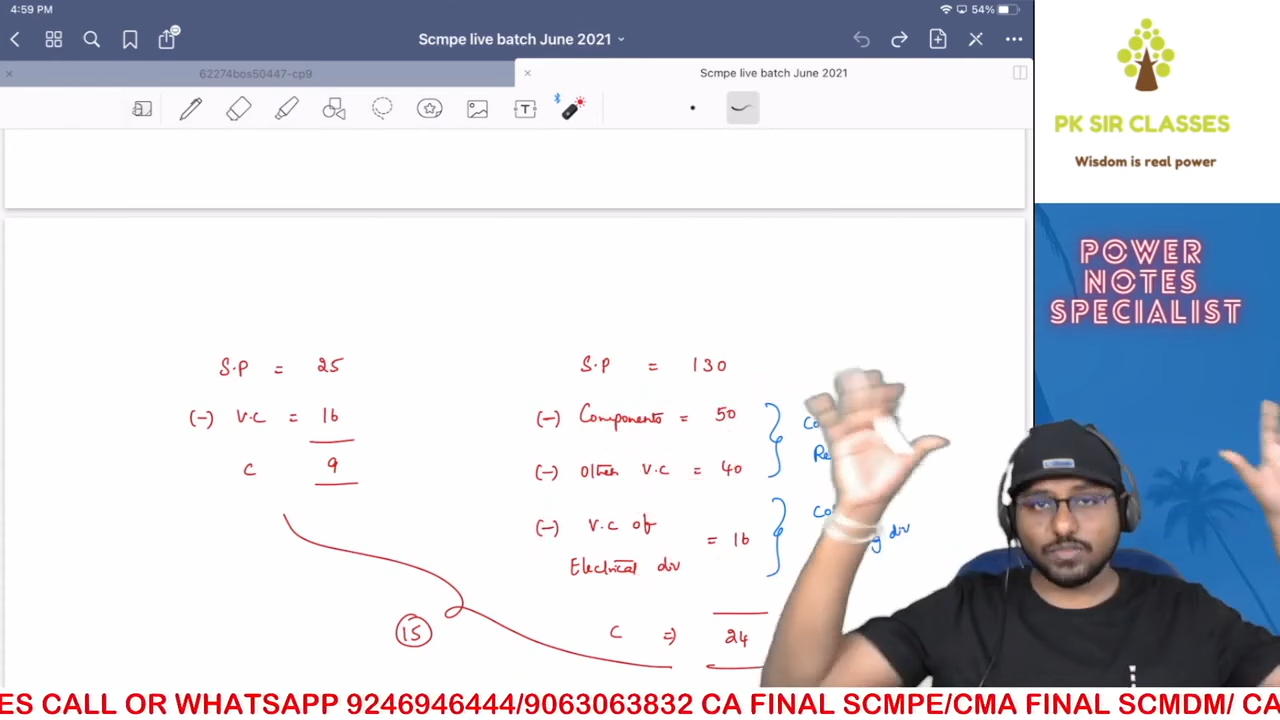 4:59 PM
54%
Scmpe live batch June 2021
62274bos50447-cp9
Scmpe live batch June 2021
PK SIR CLASSES
Wisdom is real power
POWER
NOTES
SPECIALIST
S.P = 25
(-) V.C = 16
C 9
S.P = 130
(-) Components = 50
(-) Other V.C = 40
(-) V.C of
= 16
Electrical div
div
15
C => 24
ES CALL OR WHATSAPP 9246946444/9063063832 CA FINAL SCMPE/CMA FINAL SCMDM/ CA